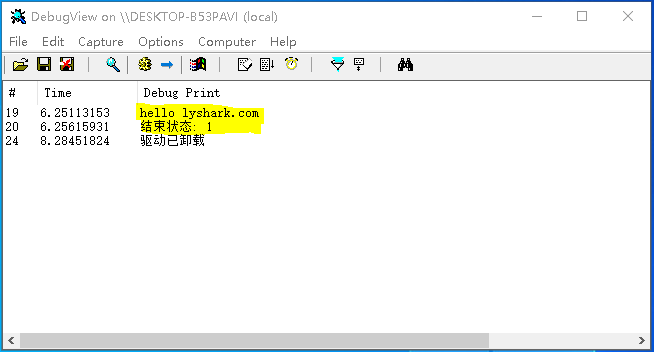 DebugView on \\DESKTOP-B53PAVI (local)
File Edit Capture Options Computer Help
# Time Debug Print
19 6.25113153 hello lyshark.com
20 6.25615931 结束状态: 1
24 8.28451824 驱动已卸载